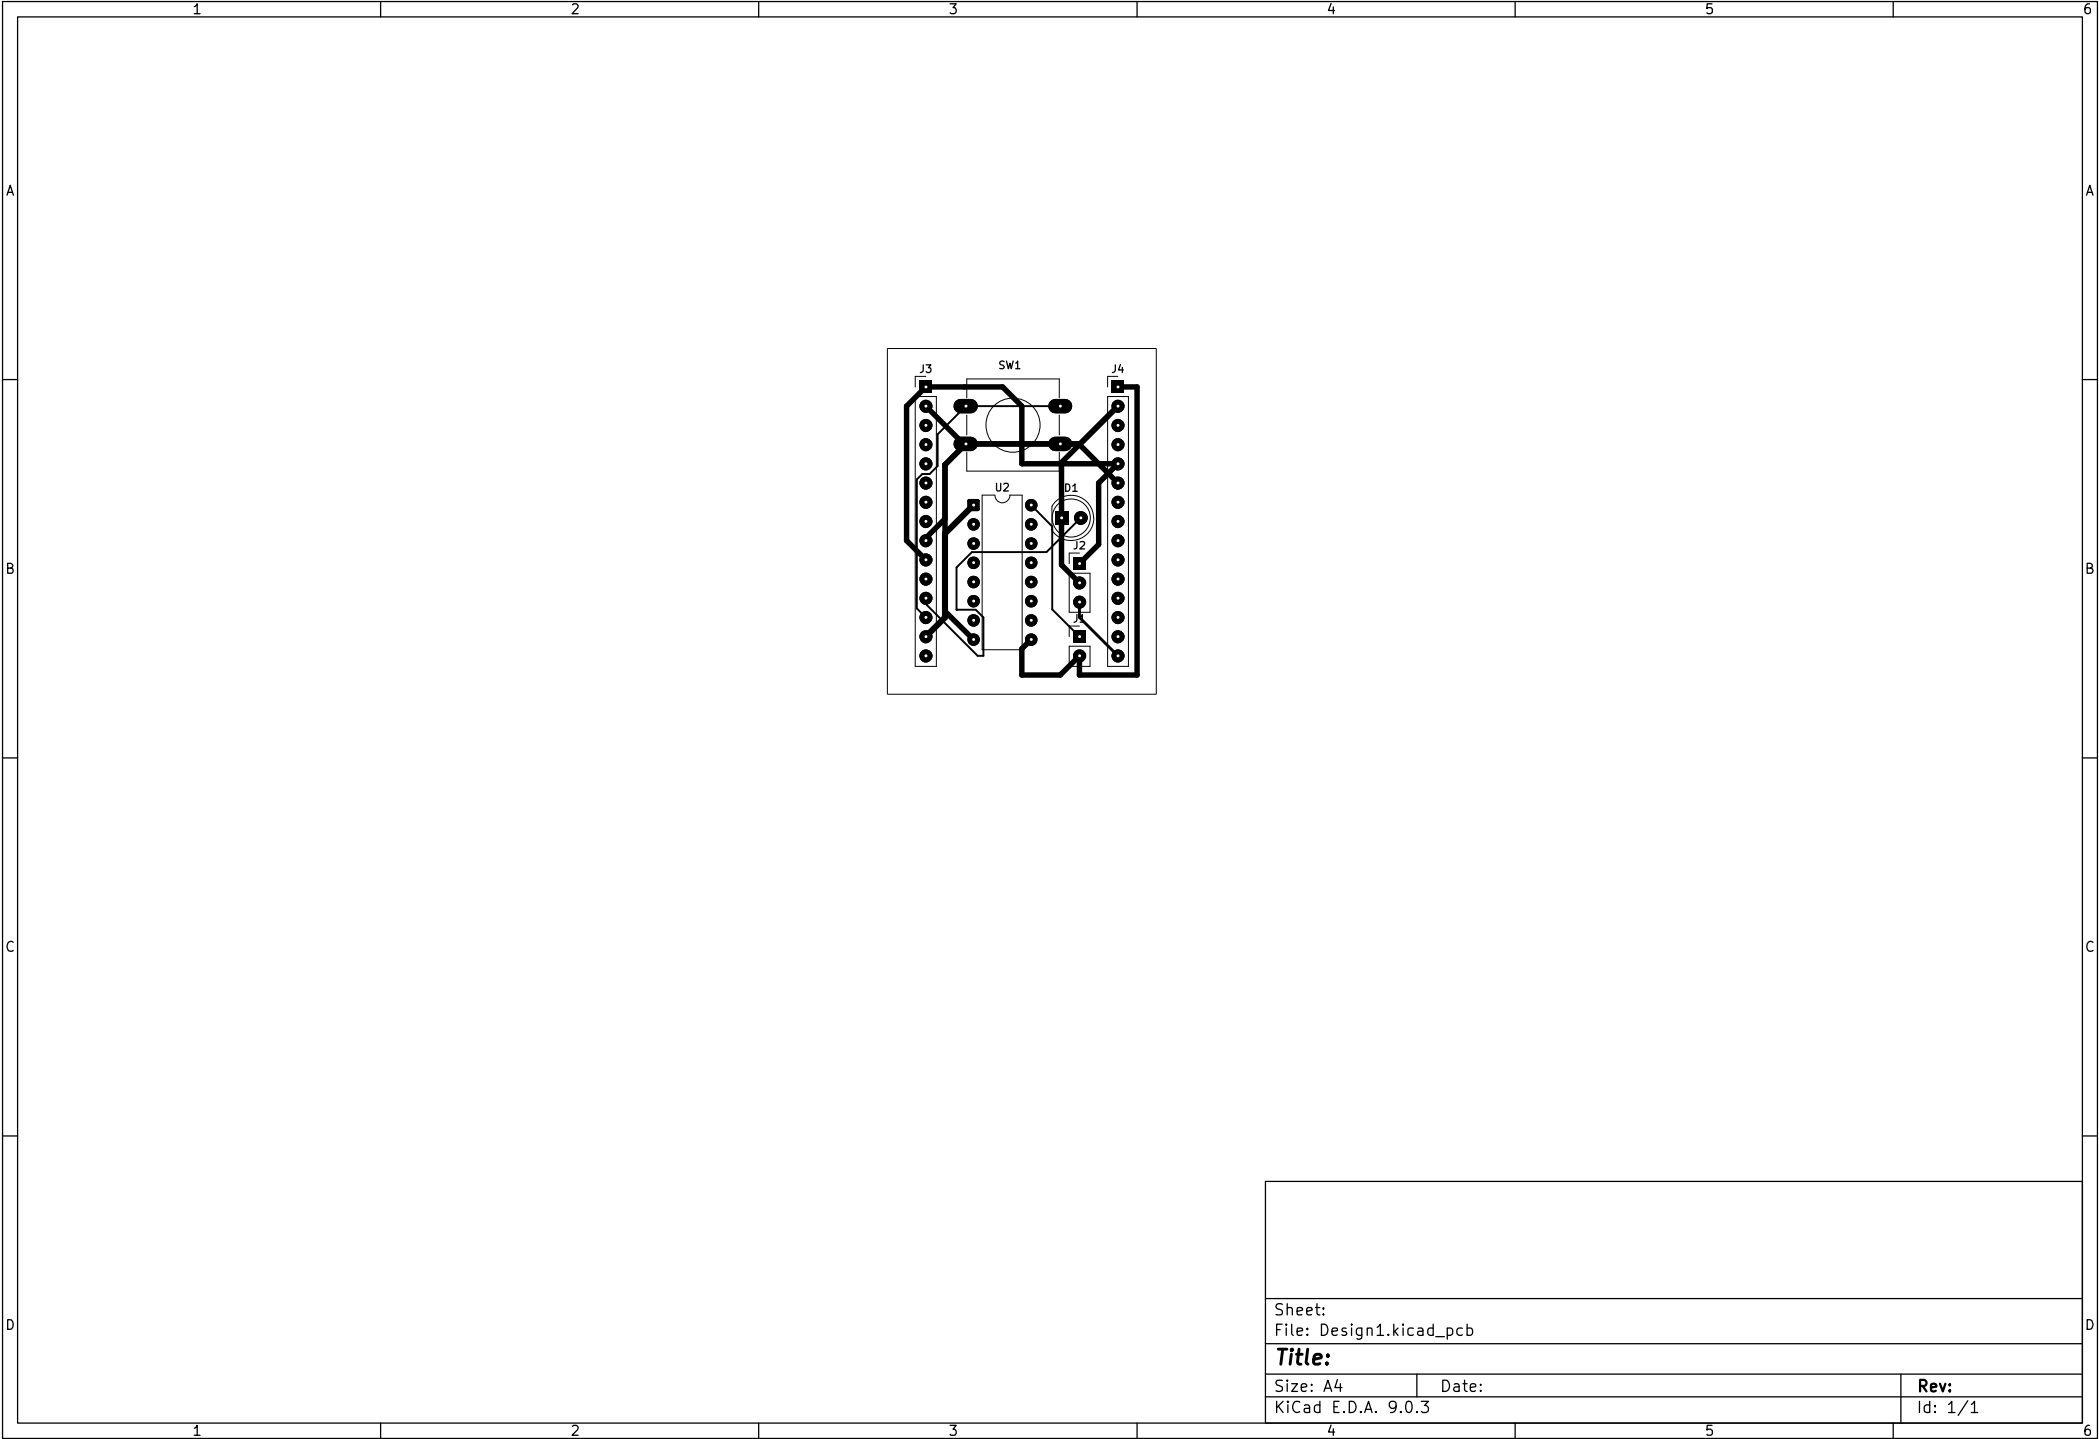 1 2 3 4 5 6
A A
SW1
J3 J4
U2 D1
J2
B B
J1
C C
Sheet:
File: Design1.kicad_pcb
D D
Title:
Size: A4 Date: Rev:
KiCad E.D.A. 9.0.3 Id: 1/1
1 2 3 4 5 6